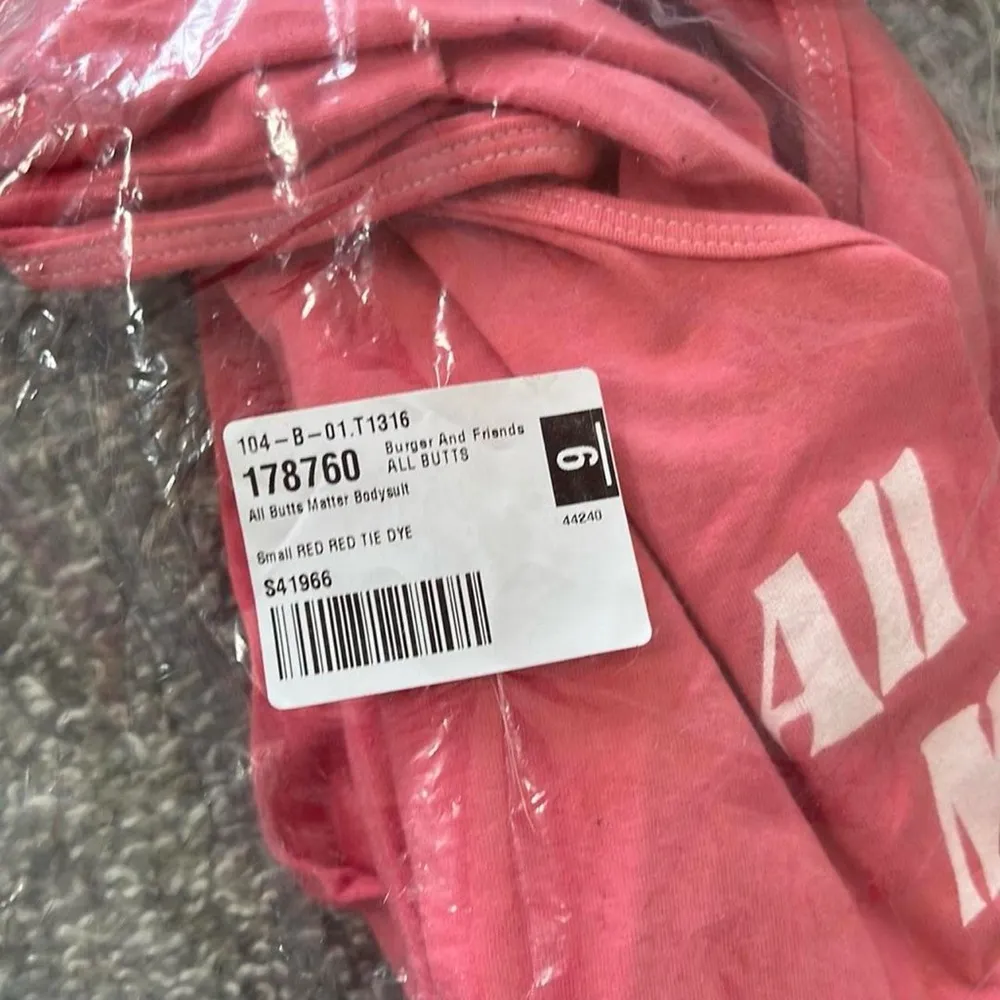 104-B-01.T1316
178760
Burger And Friends
ALL BUTTS
All Butts Matter Bodysuit
Small RED RED TIE DYE
S41966
6
44240
All